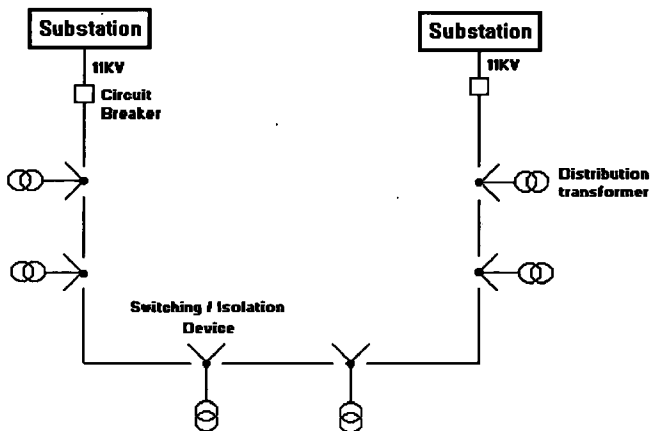 Substation
Substation
11KV
11KV
Circuit
Breaker
Distribution
transformer
Switching / Isolation
Device